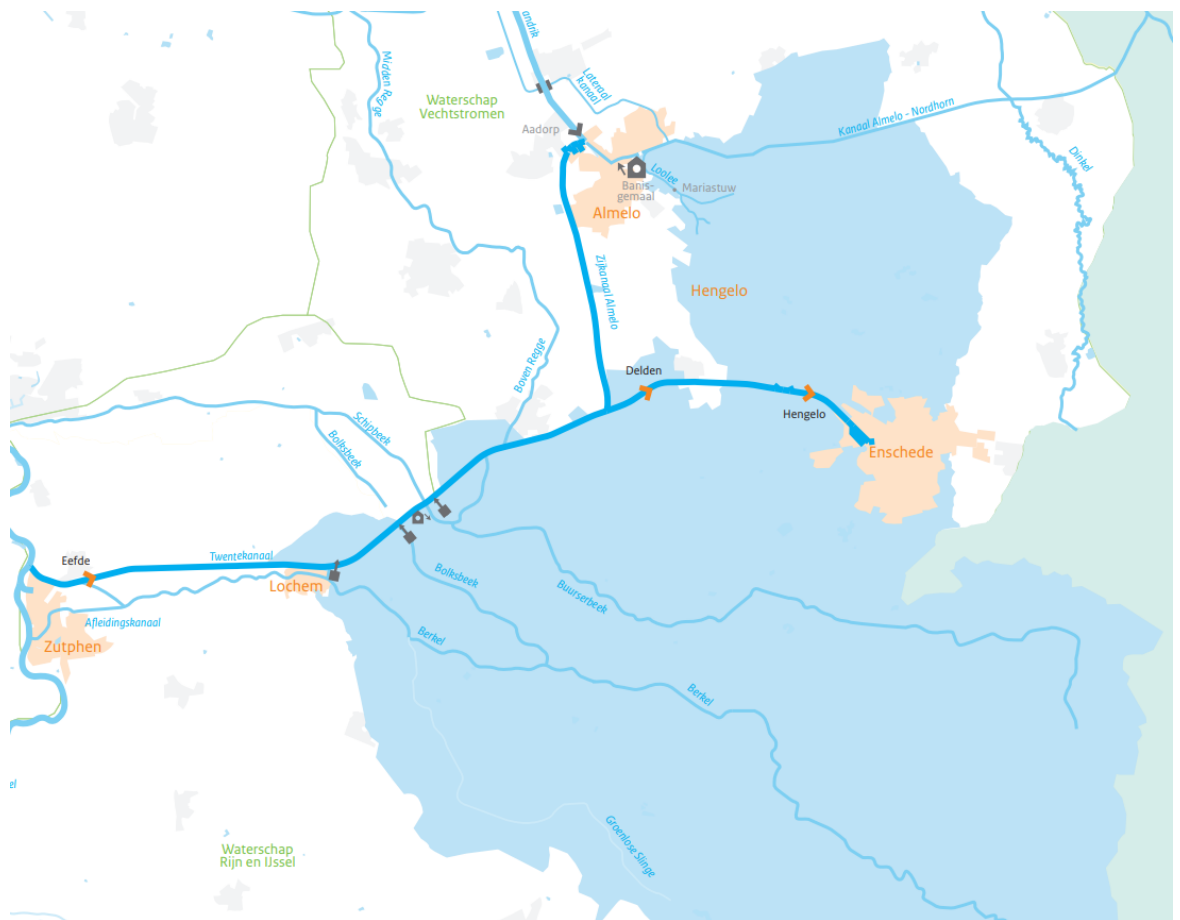 andrik
Midden Regge
Lateraal
kanaal
Waterschap
Vechtstromen
Aadorp
Kanaal Almelo - Nordhorn
Dinkel
Loolee
Banis-
gemaal
Mariastuw
Almelo
Zijkanaal Almelo
Hengelo
Boven Regge
Delden
Hengelo
Schipbeek
Bolksbeek
Enschede
Eefde
Twentekanaal
Lochem
Bolksbeek
Buurserbeek
Afleidingskanaal
Zutphen
Berkel
Berkel
el
Groenlose Slinge
Waterschap
Rijn en IJssel